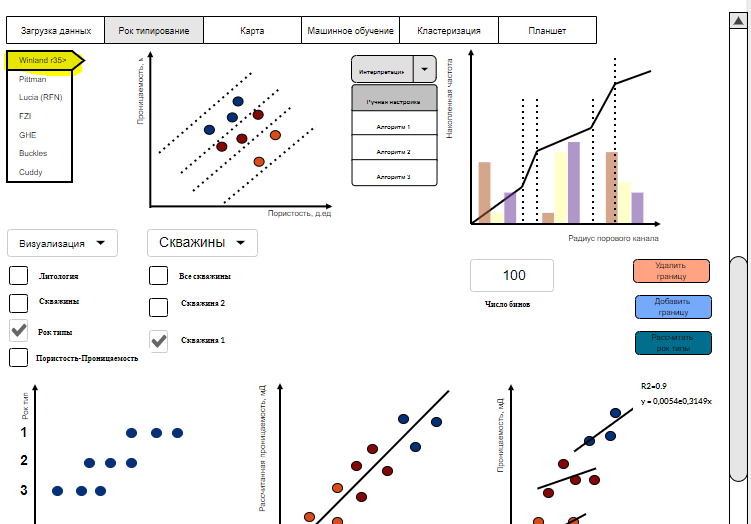 Загрузка данных
Рок типирование
Карта
Машинное обучение
Кластеризация
Планшет
Winland r35>
Pittman
Lucia (RFN)
FZI
GHE
Buckles
Cuddy
Проницаемость, м
Пористость, д.ед
Интерпретация
Ручная настройка
Алгоритм 1
Алгоритм 2
Алгоритм 3
Накопленная частота
Радиус порового канала
Визуализация
Скважины
Литология
Скважины
Рок типы
Пористость-Проницаемость
Все скважины
Скважина 2
Скважина 1
100
Число бинов
Удалить
границу
Добавить
границу
Рассчитать
рок типы
Рок тип
1
2
3
Рассчитанная проницаемость, мД
Проницаемость, мД
R2=0.9
y = 0,0054e0,3149x